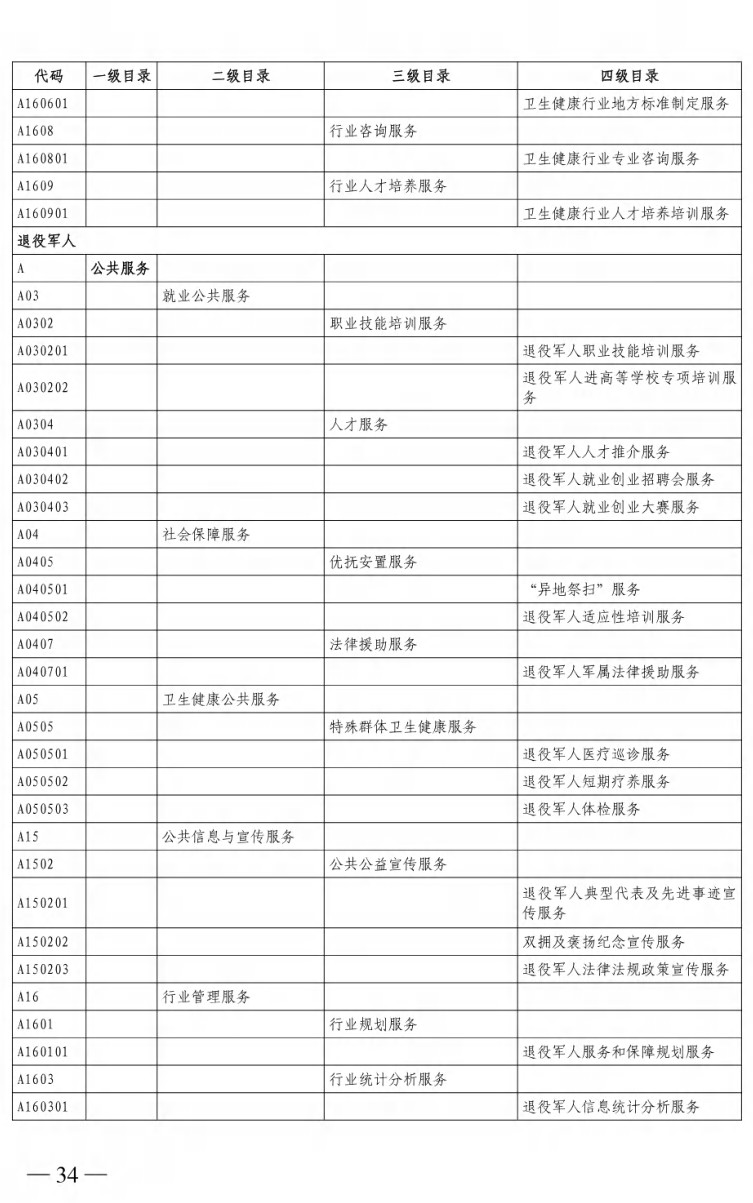 代码 一级目录 二级目录 三级目录 四级目录
A160601 卫生健康行业地方标准制定服务
A1608 行业咨询服务
A160801 卫生健康行业专业咨询服务
A1609 行业人才培养服务
A160901 卫生健康行业人才培养培训服务
退役军人
A 公共服务
A03 就业公共服务
A0302 职业技能培训服务
A030201 退役军人职业技能培训服务
A030202 退役军人进高等学校专项培训服
务
A0304 人才服务
A030401 退役军人人才推介服务
A030402 退役军人就业创业招聘会服务
A030403 退役军人就业创业大赛服务
A04 社会保障服务
A0405 优抚安置服务
A040501 “异地祭扫”服务
A040502 退役军人适应性培训服务
A0407 法律援助服务
A040701 退役军人军属法律援助服务
A05 卫生健康公共服务
A0505 特殊群体卫生健康服务
A050501 退役军人医疗巡诊服务
A050502 退役军人短期疗养服务
A050503 退役军人体检服务
A15 公共信息与宣传服务
A1502 公共公益宣传服务
A150201 退役军人典型代表及先进事迹宣
传服务
A150202 双拥及褒扬纪念宣传服务
A150203 退役军人法律法规政策宣传服务
A16 行业管理服务
A1601 行业规划服务
A160101 退役军人服务和保障规划服务
A1603 行业统计分析服务
A160301 退役军人信息统计分析服务
— 34 —